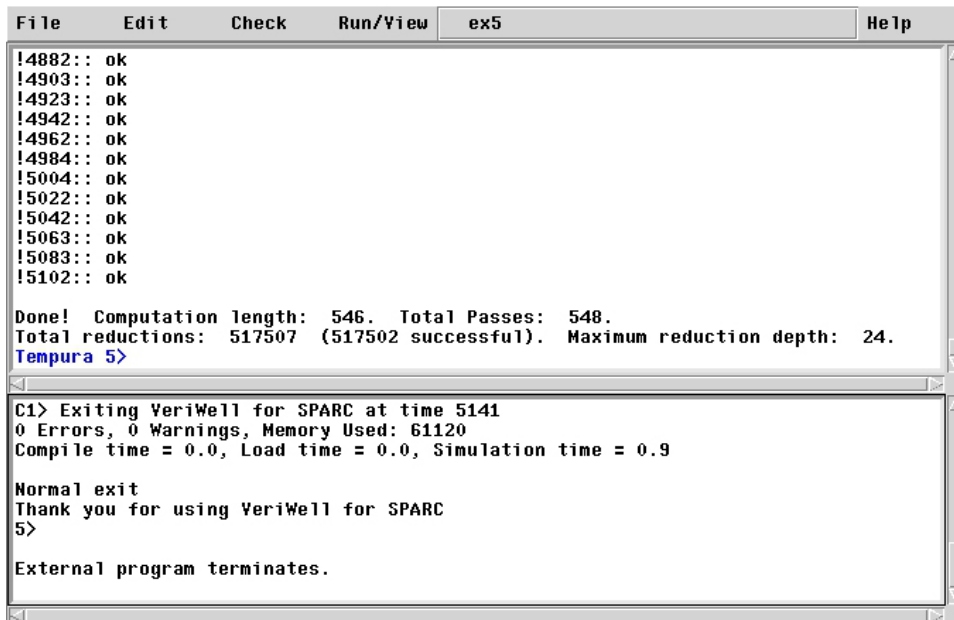 File Edit Check Run/View ex5 Help
!4882:: ok
!4903:: ok
!4923:: ok
!4942:: ok
!4962:: ok
!4984:: ok
!5004:: ok
!5022:: ok
!5042:: ok
!5063:: ok
!5083:: ok
!5102:: ok
Done! Computation length: 546. Total Passes: 548.
Total reductions: 517507 (517502 successful). Maximum reduction depth: 24.
Tempura 5>
C1> Exiting VeriWell for SPARC at time 5141
0 Errors, 0 Warnings, Memory Used: 61120
Compile time = 0.0, Load time = 0.0, Simulation time = 0.9
Normal exit
Thank you for using VeriWell for SPARC
5>
External program terminates.